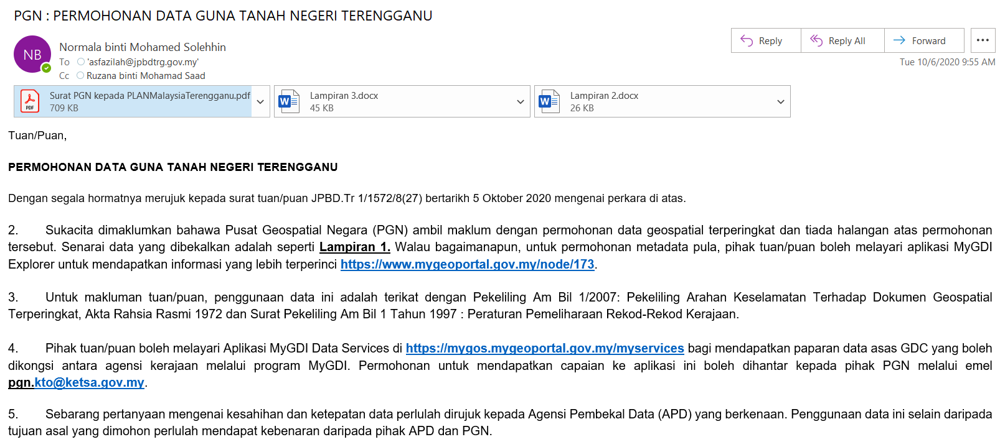 PGN : PERMOHONAN DATA GUNA TANAH NEGERI TERENGGANU
NB
Normala binti Mohamed Solehhin
To 'asfazilah@jpbdtrg.gov.my'
Cc Ruzana binti Mohamad Saad
Reply
Reply All
Forward
Tue 10/6/2020 9:55 AM
PDF
Surat PGN kepada PLANMalaysiaTerengganu.pdf
709 KB
W
Lampiran 3.docx
45 KB
W
Lampiran 2.docx
26 KB
Tuan/Puan,
PERMOHONAN DATA GUNA TANAH NEGERI TERENGGANU
Dengan segala hormatnya merujuk kepada surat tuan/puan JPBD.Tr 1/1572/8(27) bertarikh 5 Oktober 2020 mengenai perkara di atas.
2. Sukacita dimaklumkan bahawa Pusat Geospatial Negara (PGN) ambil maklum dengan permohonan data geospatial terperingkat dan tiada halangan atas permohonan
tersebut. Senarai data yang dibekalkan adalah seperti Lampiran 1. Walau bagaimanapun, untuk permohonan metadata pula, pihak tuan/puan boleh melayari aplikasi MyGDI
Explorer untuk mendapatkan informasi yang lebih terperinci https://www.mygeoportal.gov.my/node/173.
3. Untuk makluman tuan/puan, penggunaan data ini adalah terikat dengan Pekeliling Am Bil 1/2007: Pekeliling Arahan Keselamatan Terhadap Dokumen Geospatial
Terperingkat, Akta Rahsia Rasmi 1972 dan Surat Pekeliling Am Bil 1 Tahun 1997 : Peraturan Pemeliharaan Rekod-Rekod Kerajaan.
4. Pihak tuan/puan boleh melayari Aplikasi MyGDI Data Services di https://mygos.mygeoportal.gov.my/myservices bagi mendapatkan paparan data asas GDC yang boleh
dikongsi antara agensi kerajaan melalui program MyGDI. Permohonan untuk mendapatkan capaian ke aplikasi ini boleh dihantar kepada pihak PGN melalui emel
pgn.kto@ketsa.gov.my.
5. Sebarang pertanyaan mengenai kesahihan dan ketepatan data perlulah dirujuk kepada Agensi Pembekal Data (APD) yang berkenaan. Penggunaan data ini selain daripada
tujuan asal yang dimohon perlulah mendapat kebenaran daripada pihak APD dan PGN.